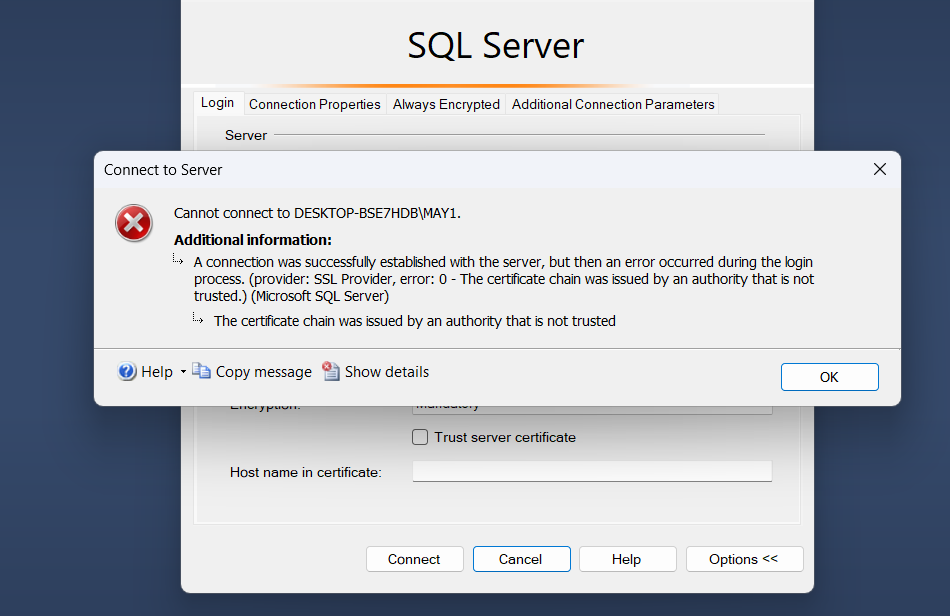 SQL Server
Login Connection Properties Always Encrypted Additional Connection Parameters
Server
Connect to Server
Cannot connect to DESKTOP-BSE7HDB\MAY1.
Additional information:
A connection was successfully established with the server, but then an error occurred during the login
process. (provider: SSL Provider, error: 0 - The certificate chain was issued by an authority that is not
trusted.) (Microsoft SQL Server)
The certificate chain was issued by an authority that is not trusted
Help Copy message Show details
OK
Encryption: Mandatory
Trust server certificate
Host name in certificate:
Connect Cancel Help Options <<